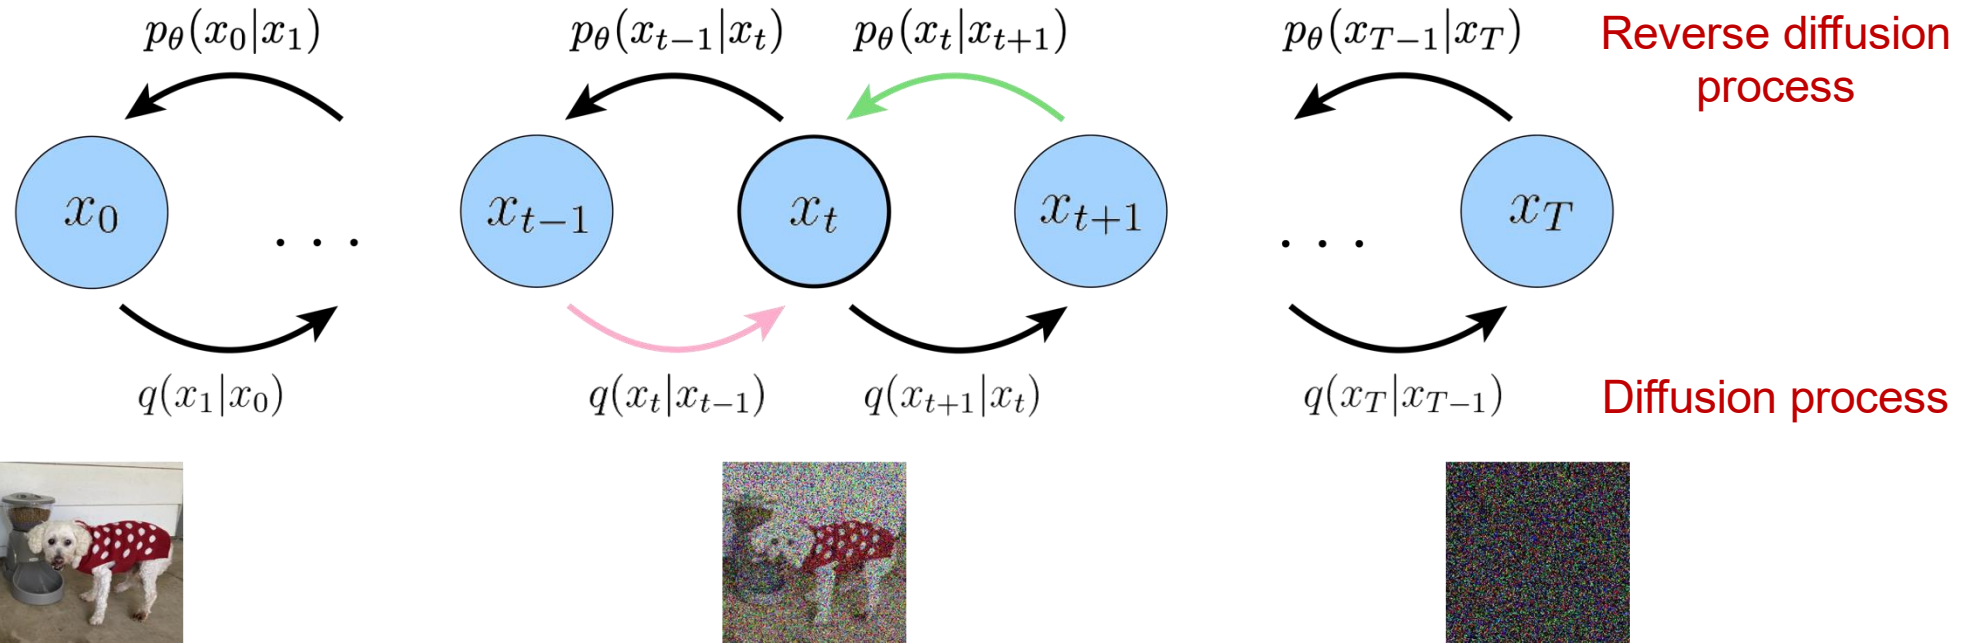 pθ(x0|x1)
pθ(xt−1|xt)
pθ(xt|xt+1)
pθ(xT−1|xT)
Reverse diffusion
process
x0
. . .
xt−1
xt
xt+1
. . .
xT
q(x1|x0)
q(xt|xt−1)
q(xt+1|xt)
q(xT|xT−1)
Diffusion process